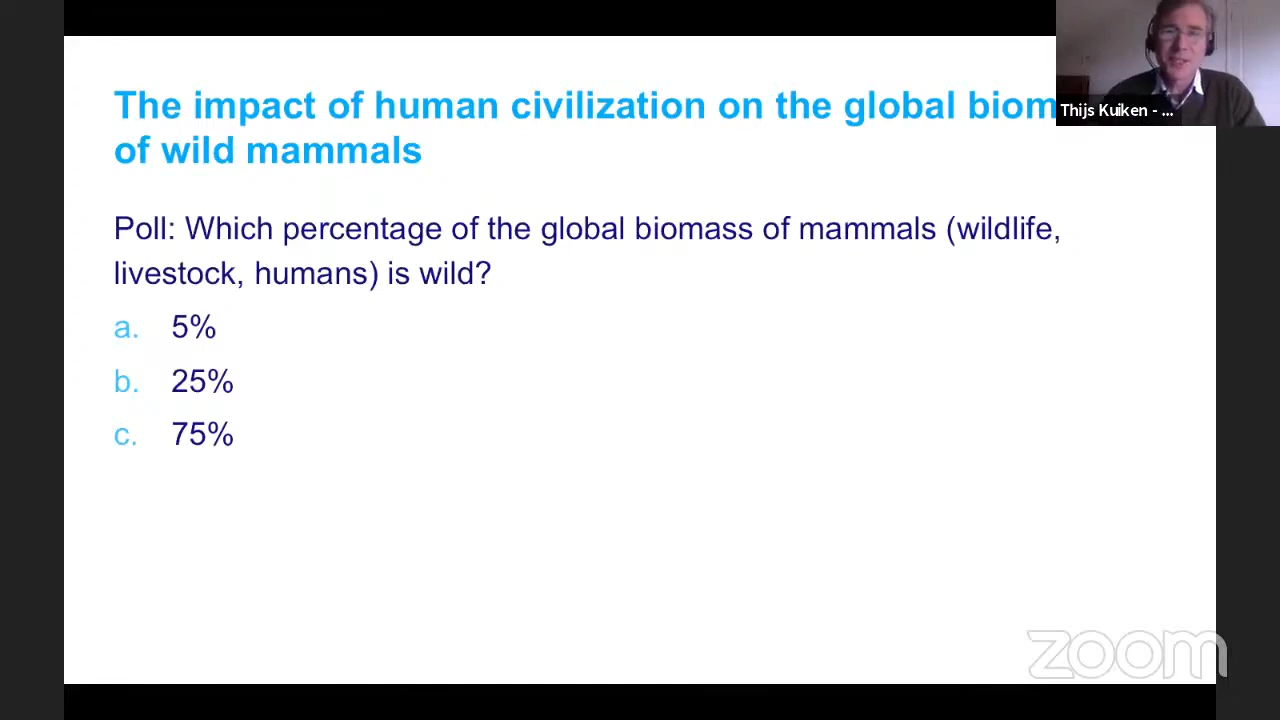 The impact of human civilization on the global biom
of wild mammals
Thijs Kuiken - ...
Poll: Which percentage of the global biomass of mammals (wildlife,
livestock, humans) is wild?
a. 5%
b. 25%
c. 75%
zoom